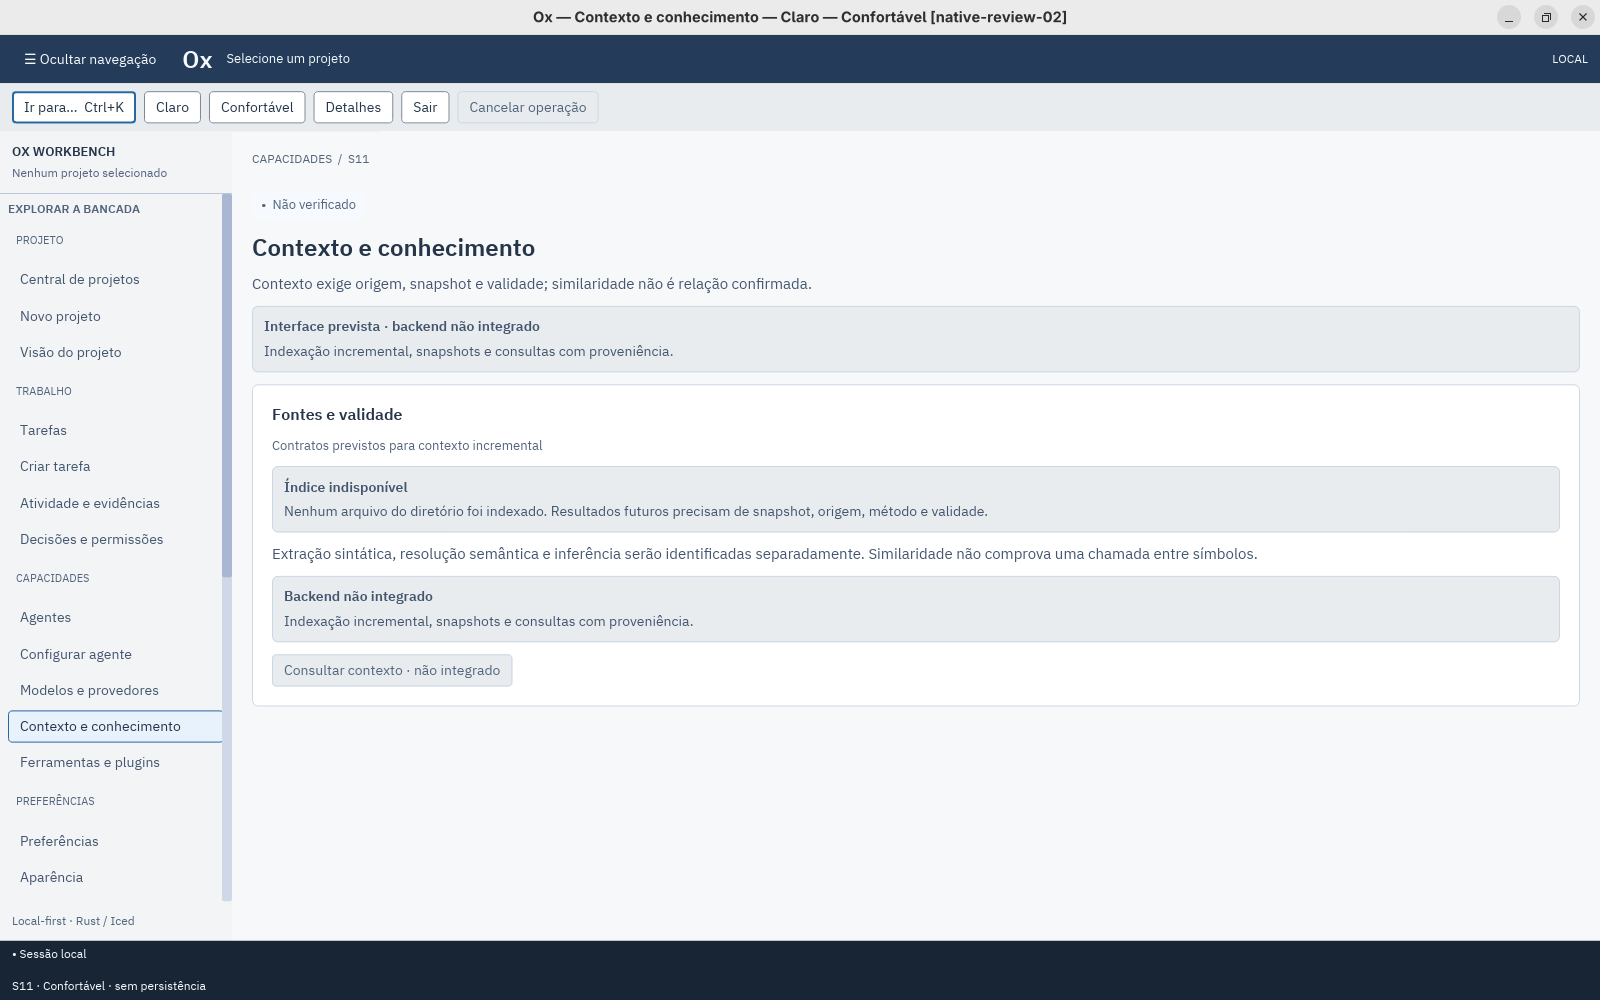 Ox — Contexto e conhecimento — Claro — Confortável [native-review-02]
☰ Ocultar navegação
Ox
Selecione um projeto
LOCAL
Ir para... Ctrl+K
Claro
Confortável
Detalhes
Sair
Cancelar operação
OX WORKBENCH
Nenhum projeto selecionado
EXPLORAR A BANCADA
PROJETO
Central de projetos
Novo projeto
Visão do projeto
TRABALHO
Tarefas
Criar tarefa
Atividade e evidências
Decisões e permissões
CAPACIDADES
Agentes
Configurar agente
Modelos e provedores
Contexto e conhecimento
Ferramentas e plugins
PREFERÊNCIAS
Preferências
Aparência
Local-first · Rust / Iced
CAPACIDADES / S11
• Não verificado
Contexto e conhecimento
Contexto exige origem, snapshot e validade; similaridade não é relação confirmada.
Interface prevista · backend não integrado
Indexação incremental, snapshots e consultas com proveniência.
Fontes e validade
Contratos previstos para contexto incremental
Índice indisponível
Nenhum arquivo do diretório foi indexado. Resultados futuros precisam de snapshot, origem, método e validade.
Extração sintática, resolução semântica e inferência serão identificadas separadamente. Similaridade não comprova uma chamada entre símbolos.
Backend não integrado
Indexação incremental, snapshots e consultas com proveniência.
Consultar contexto · não integrado
• Sessão local
S11 · Confortável · sem persistência